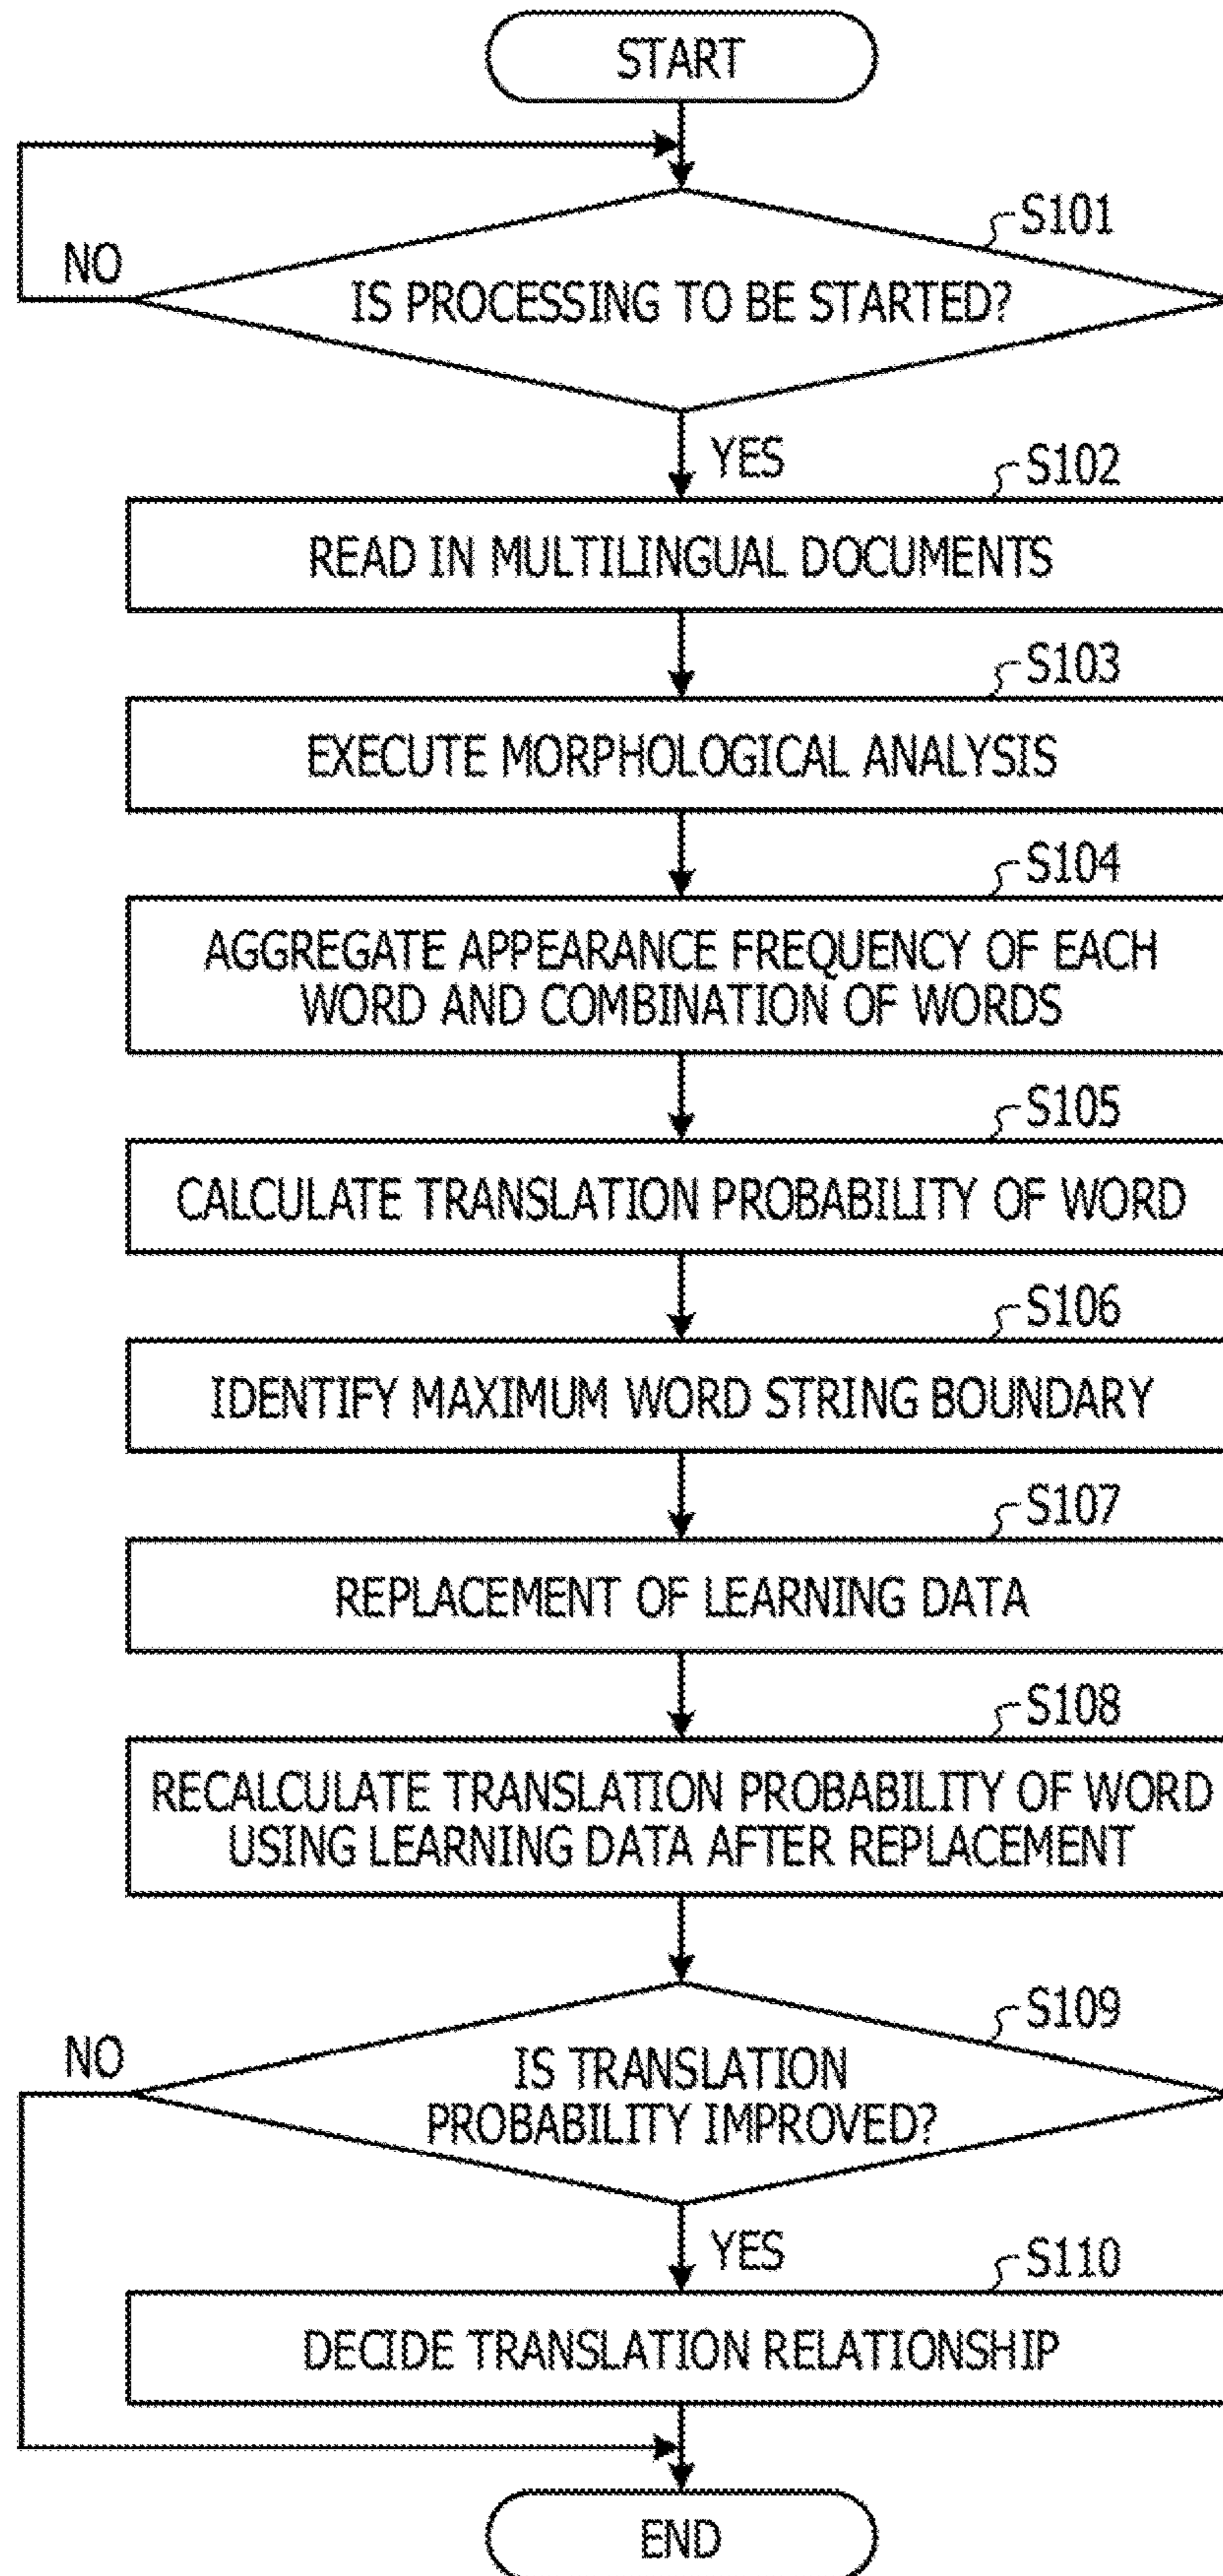 START
S101
NO
IS PROCESSING TO BE STARTED?
YES
S102
READ IN MULTILINGUAL DOCUMENTS
S103
EXECUTE MORPHOLOGICAL ANALYSIS
S104
AGGREGATE APPEARANCE FREQUENCY OF EACH
WORD AND COMBINATION OF WORDS
S105
CALCULATE TRANSLATION PROBABILITY OF WORD
S106
IDENTIFY MAXIMUM WORD STRING BOUNDARY
S107
REPLACEMENT OF LEARNING DATA
S108
RECALCULATE TRANSLATION PROBABILITY OF WORD
USING LEARNING DATA AFTER REPLACEMENT
S109
NO
IS TRANSLATION
PROBABILITY IMPROVED?
YES
S110
DECIDE TRANSLATION RELATIONSHIP
END